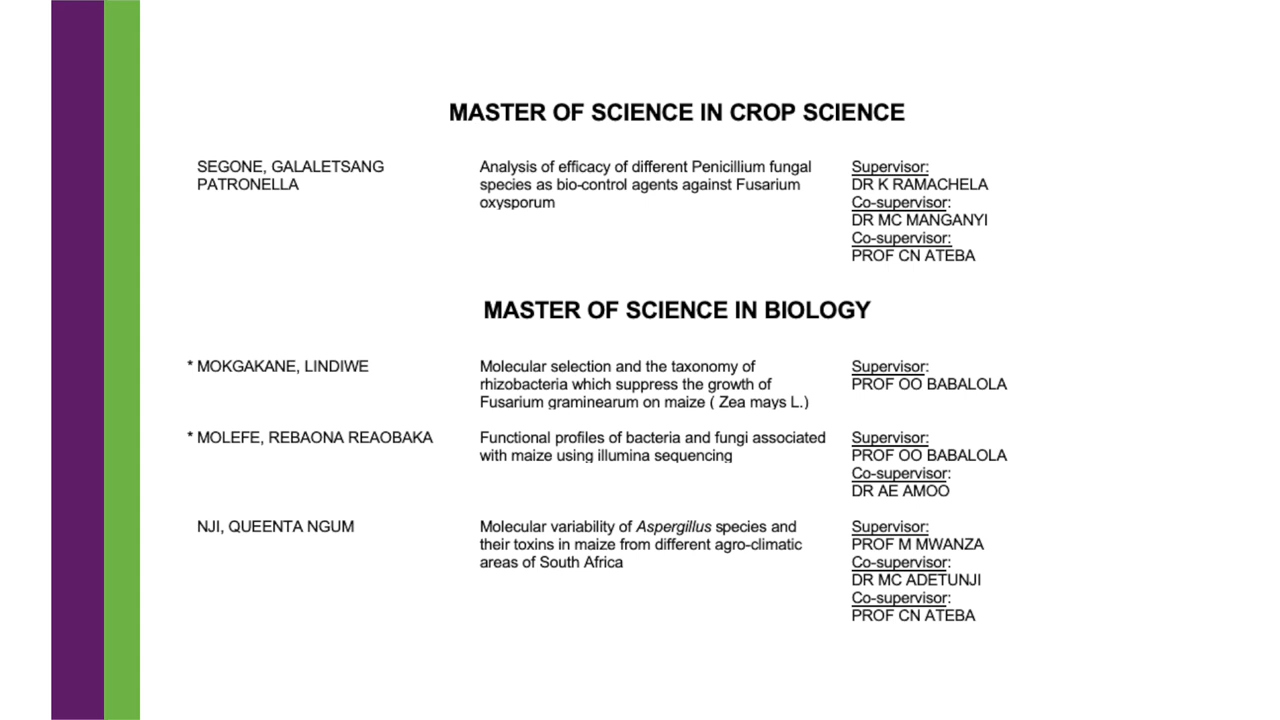 MASTER OF SCIENCE IN CROP SCIENCE
SEGONE, GALALETSANG
PATRONELLA
Analysis of efficacy of different Penicillium fungal
species as bio-control agents against Fusarium
oxysporum
Supervisor:
DR K RAMACHELA
Co-supervisor:
DR MC MANGANYI
Co-supervisor:
PROF CN ATEBA
MASTER OF SCIENCE IN BIOLOGY
* MOKGAKANE, LINDIWE
Molecular selection and the taxonomy of
rhizobacteria which suppress the growth of
Fusarium graminearum on maize ( Zea mays L.)
Supervisor:
PROF OO BABALOLA
* MOLEFE, REBAONA REAOBAKA
Functional profiles of bacteria and fungi associated
with maize using illumina sequencing
Supervisor:
PROF OO BABALOLA
Co-supervisor:
DR AE AMOO
NJI, QUEENTA NGUM
Molecular variability of Aspergillus species and
their toxins in maize from different agro-climatic
areas of South Africa
Supervisor:
PROF M MWANZA
Co-supervisor:
DR MC ADETUNJI
Co-supervisor:
PROF CN ATEBA